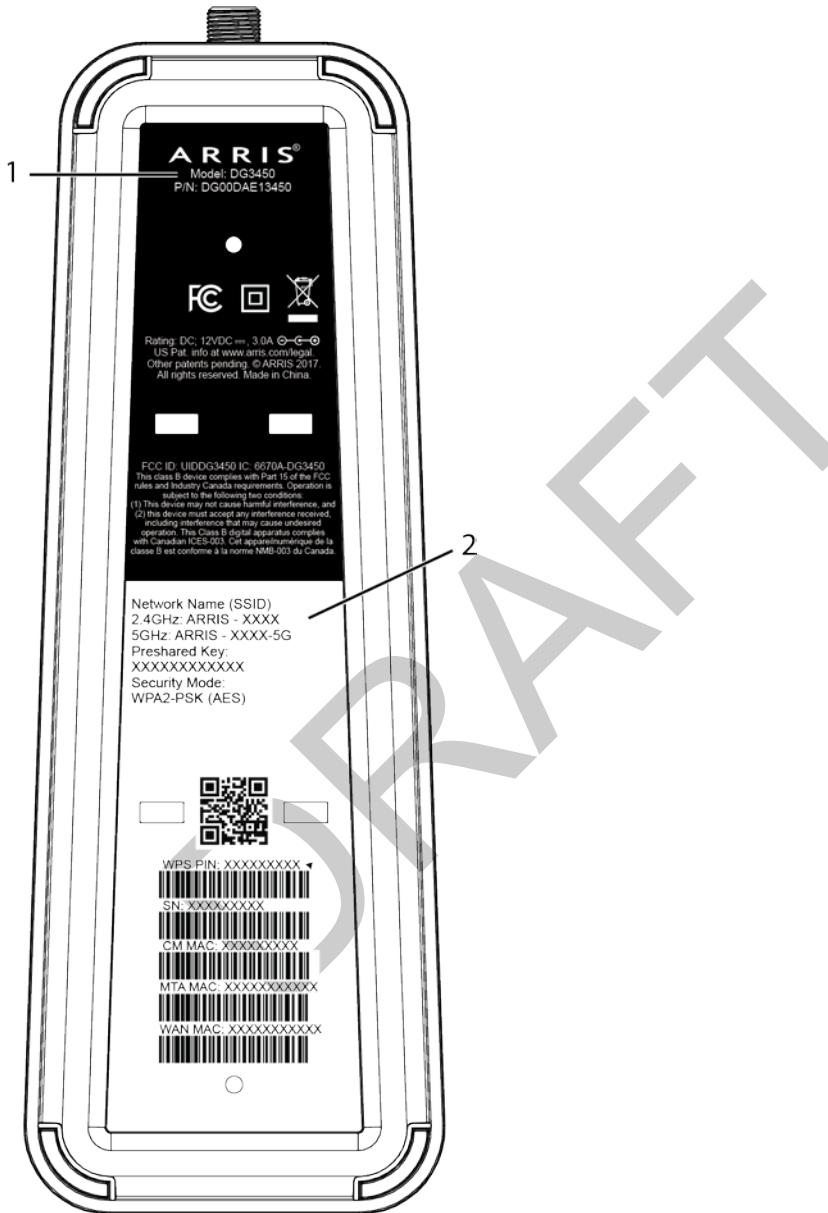 ARRIS®
1
Model: DG3450
P/N: DG00DAE13450
FC
Rating: DC; 12VDC ⎓, 3.0A
US Pat. info at www.arris.com/legal.
Other patents pending. © ARRIS 2017.
All rights reserved. Made in China.
FCC ID: UIDDG3450 IC: 6670A-DG3450
This class B device complies with Part 15 of the FCC
rules and Industry Canada requirements. Operation is
subject to the following two conditions:
(1) This device may not cause harmful interference, and
(2) this device must accept any interference received,
including interference that may cause undesired
operation. This Class B digital apparatus complies
with Canadian ICES-003. Cet appareinumérique de la
classe B est conforme à la norme NMB-003 du Canada.
2
Network Name (SSID)
2.4GHz: ARRIS - XXXX
5GHz: ARRIS - XXXX-5G
Preshared Key:
XXXXXXXXXXXX
Security Mode:
WPA2-PSK (AES)
WPS PIN: XXXXXXXXX
SN: XXXXXXXXX
CM MAC: XXXXXXXXX
MTA MAC: XXXXXXXXXXX
WAN MAC: XXXXXXXXXXX
DRAFT